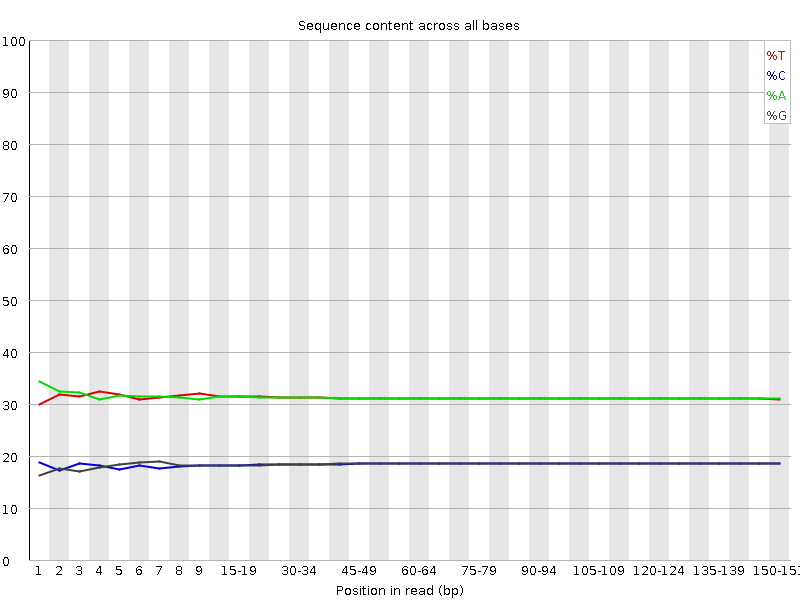 Sequence content across all bases
100
90
80
70
60
50
40
30
20
10
0
%T
%C
%A
%G
1 2 3 4 5 6 7 8 9 15-19 30-34 45-49 60-64 75-79 90-94 105-109 120-124 135-139 150-151
Position in read (bp)